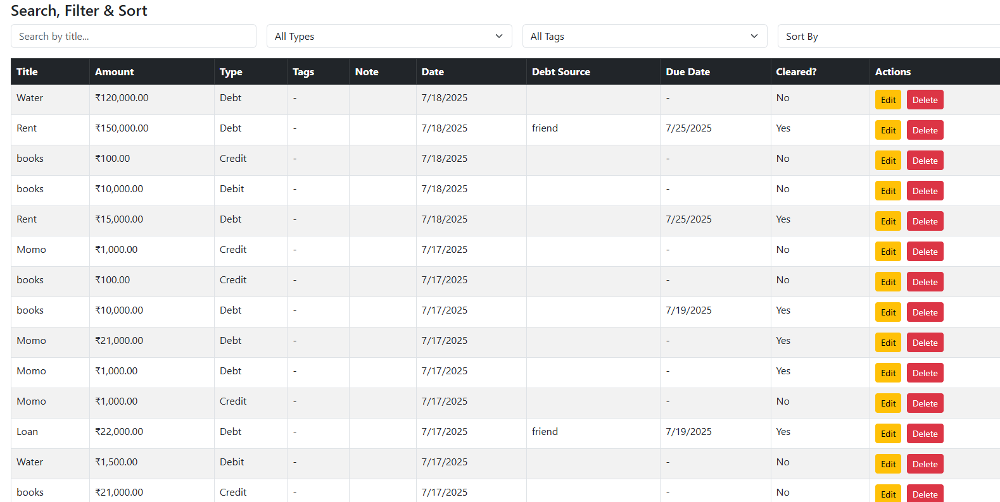 Search, Filter & Sort
Search by title... All Types All Tags Sort By
Title Amount Type Tags Note Date Debt Source Due Date Cleared? Actions
Water ₹120,000.00 Debt - 7/18/2025 - No Edit Delete
Rent ₹150,000.00 Debt - 7/18/2025 friend 7/25/2025 Yes Edit Delete
books ₹100.00 Credit - 7/18/2025 - No Edit Delete
books ₹10,000.00 Debit - 7/18/2025 - No Edit Delete
Rent ₹15,000.00 Debt - 7/18/2025 7/25/2025 Yes Edit Delete
Momo ₹1,000.00 Credit - 7/17/2025 - No Edit Delete
books ₹100.00 Credit - 7/17/2025 - No Edit Delete
books ₹10,000.00 Debt - 7/17/2025 7/19/2025 Yes Edit Delete
Momo ₹21,000.00 Debt - 7/17/2025 - Yes Edit Delete
Momo ₹1,000.00 Debt - 7/17/2025 - Yes Edit Delete
Momo ₹1,000.00 Credit - 7/17/2025 - No Edit Delete
Loan ₹22,000.00 Debt - 7/17/2025 friend 7/19/2025 Yes Edit Delete
Water ₹1,500.00 Debit - 7/17/2025 - No Edit Delete
books ₹21,000.00 Credit - 7/17/2025 - No Edit Delete